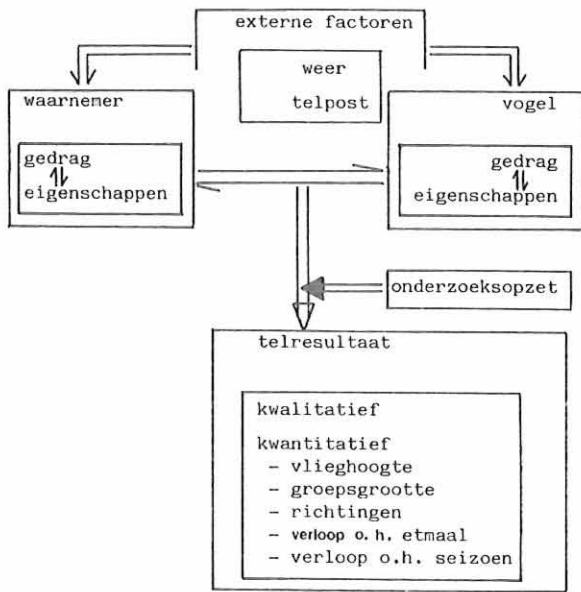 externe factoren
weer
telpost
waarnemer
gedrag
eigenschappen
vogel
gedrag
eigenschappen
onderzoeksopzet
telresultaat
kwalitatief
kwantitatief
- vlieghoogte
- groepsgrootte
- richtingen
- verloop o. h. etmaal
- verloop o.h. seizoen